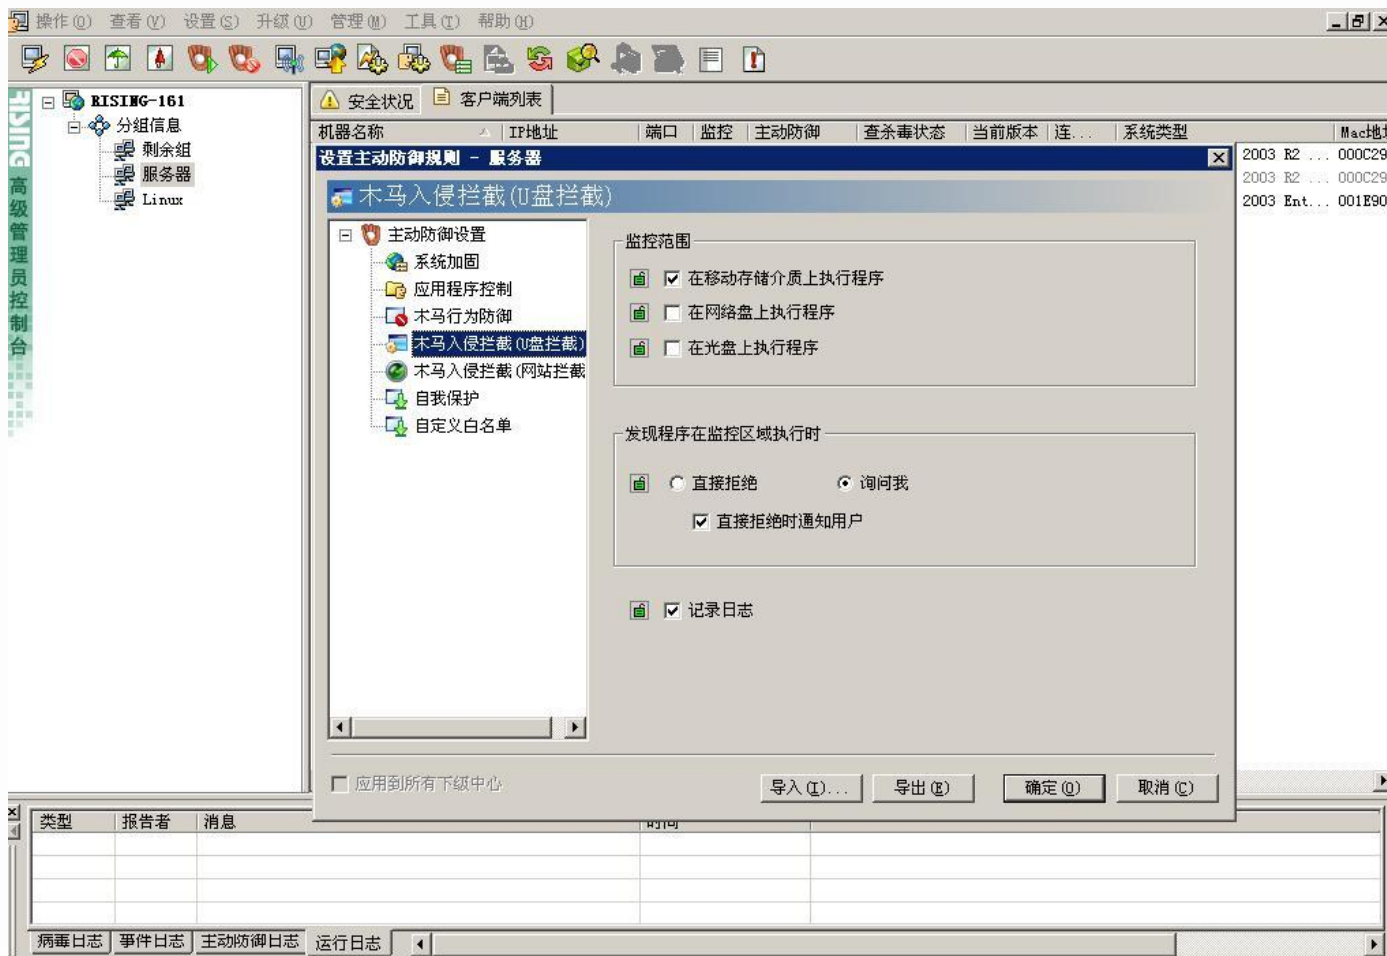 操作(O) 查看(V) 设置(S) 升级(U) 管理(M) 工具(T) 帮助(H)
RISING 高级管理员控制台
RISING-161
分组信息
剩余组
服务器
Linux
安全状况 客户端列表
机器名称 IP地址 端口 监控 主动防御 查杀毒状态 当前版本 连... 系统类型 Mac地
2003 R2 ... 000C29
2003 R2 ... 000C29
2003 Ent... 001E90
设置主动防御规则 - 服务器
木马入侵拦截(U盘拦截)
主动防御设置
系统加固
应用程序控制
木马行为防御
木马入侵拦截(U盘拦截)
木马入侵拦截(网站拦截
自我保护
自定义白名单
监控范围
在移动存储介质上执行程序
在网络盘上执行程序
在光盘上执行程序
发现程序在监控区域执行时
直接拒绝 询问我
直接拒绝时通知用户
记录日志
应用到所有下级中心
导入(I)... 导出(E) 确定(O) 取消(C)
类型 报告者 消息 时间
病毒日志 事件日志 主动防御日志 运行日志